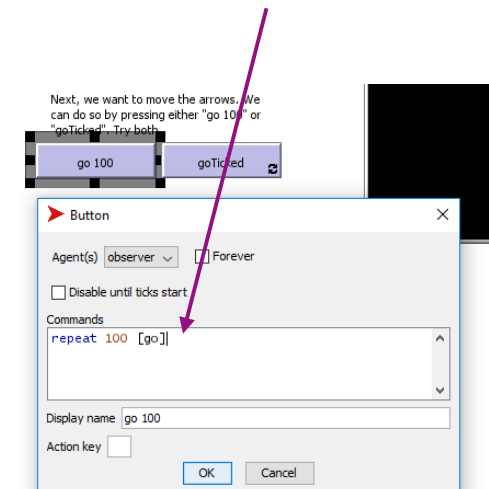 Next, we want to move the arrows. We
can do so by pressing either "go 100" or
"goTicked". Try both
go 100
goTicked
Button
Agent(s) observer Forever
Disable until ticks start
Commands
repeat 100 [go]
Display name go 100
Action key
OK Cancel